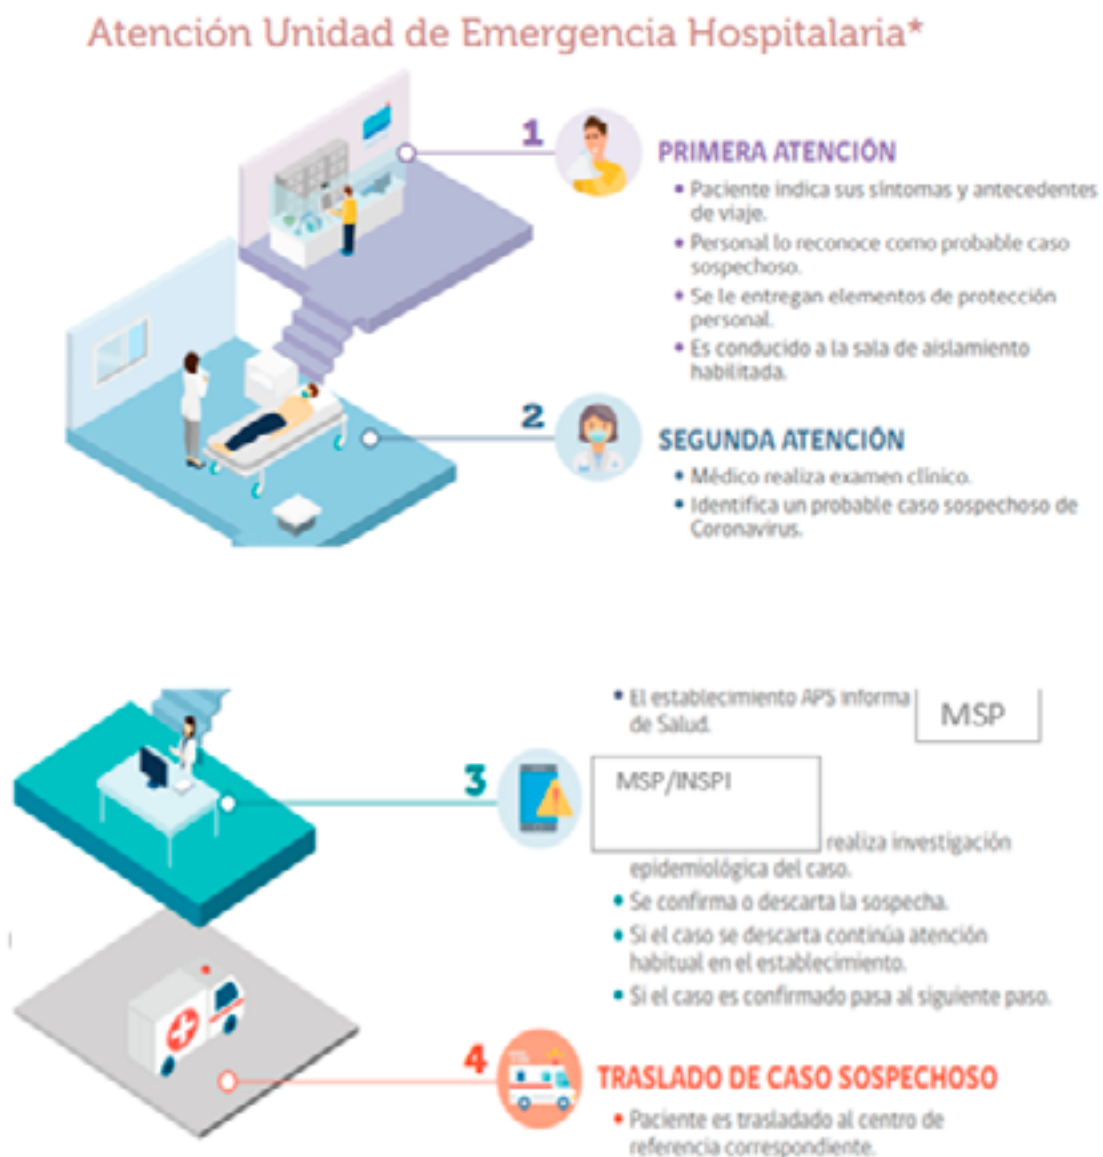 Atención Unidad de Emergencia Hospitalaria*
1
PRIMERA ATENCIÓN
• Paciente indica sus síntomas y antecedentes
de viaje.
• Personal lo reconoce como probable caso
sospechoso.
• Se le entregan elementos de protección
personal.
• Es conducido a la sala de aislamiento
habilitada.
2
SEGUNDA ATENCIÓN
• Médico realiza examen clínico.
• Identifica un probable caso sospechoso de
Coronavirus.
• El establecimiento APS informa
MSP
de Salud.
3
MSP/INSPI
realiza investigación
epidemiológica del caso.
• Se confirma o descarta la sospecha.
• Si el caso se descarta continúa atención
habitual en el establecimiento.
• Si el caso es confirmado pasa al siguiente paso.
4
TRASLADO DE CASO SOSPECHOSO
• Paciente es trasladado al centro de
referencia correspondiente.